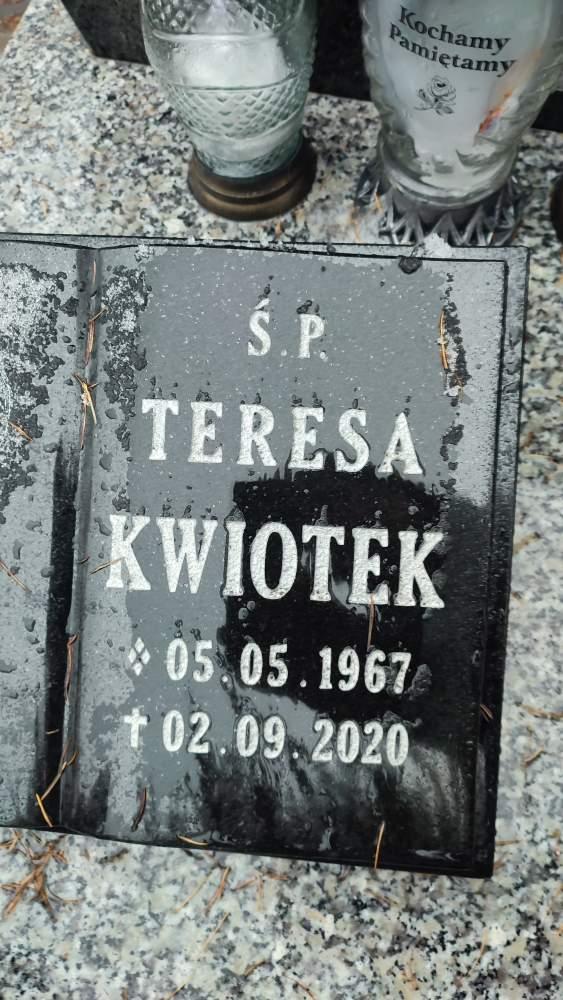 Kochamy
Pamiętamy
Ś.P.
TERESA
KWIOTEK
05.05.1967
02.09.2020